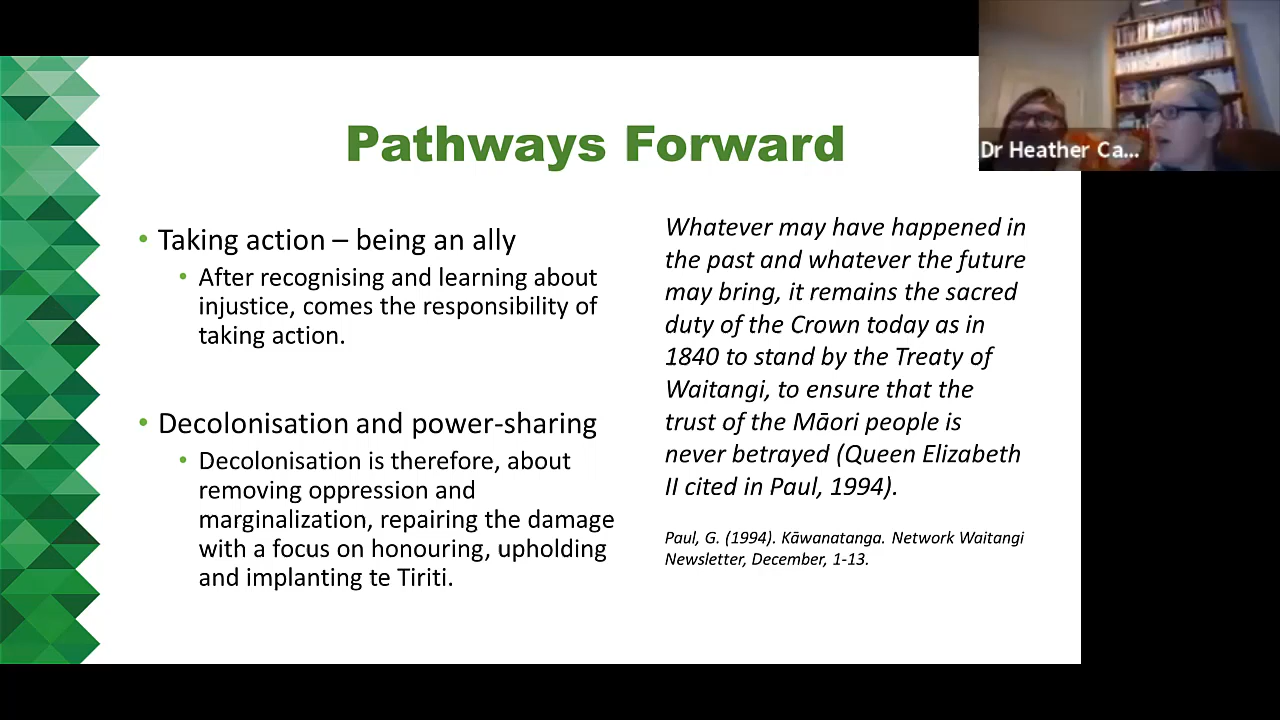 Pathways Forward
Dr Heather Ca...
• Taking action – being an ally
• After recognising and learning about
injustice, comes the responsibility of
taking action.
• Decolonisation and power-sharing
• Decolonisation is therefore, about
removing oppression and
marginalization, repairing the damage
with a focus on honouring, upholding
and implanting te Tiriti.
Whatever may have happened in
the past and whatever the future
may bring, it remains the sacred
duty of the Crown today as in
1840 to stand by the Treaty of
Waitangi, to ensure that the
trust of the Māori people is
never betrayed (Queen Elizabeth
II cited in Paul, 1994).
Paul, G. (1994). Kāwanatanga. Network Waitangi
Newsletter, December, 1-13.